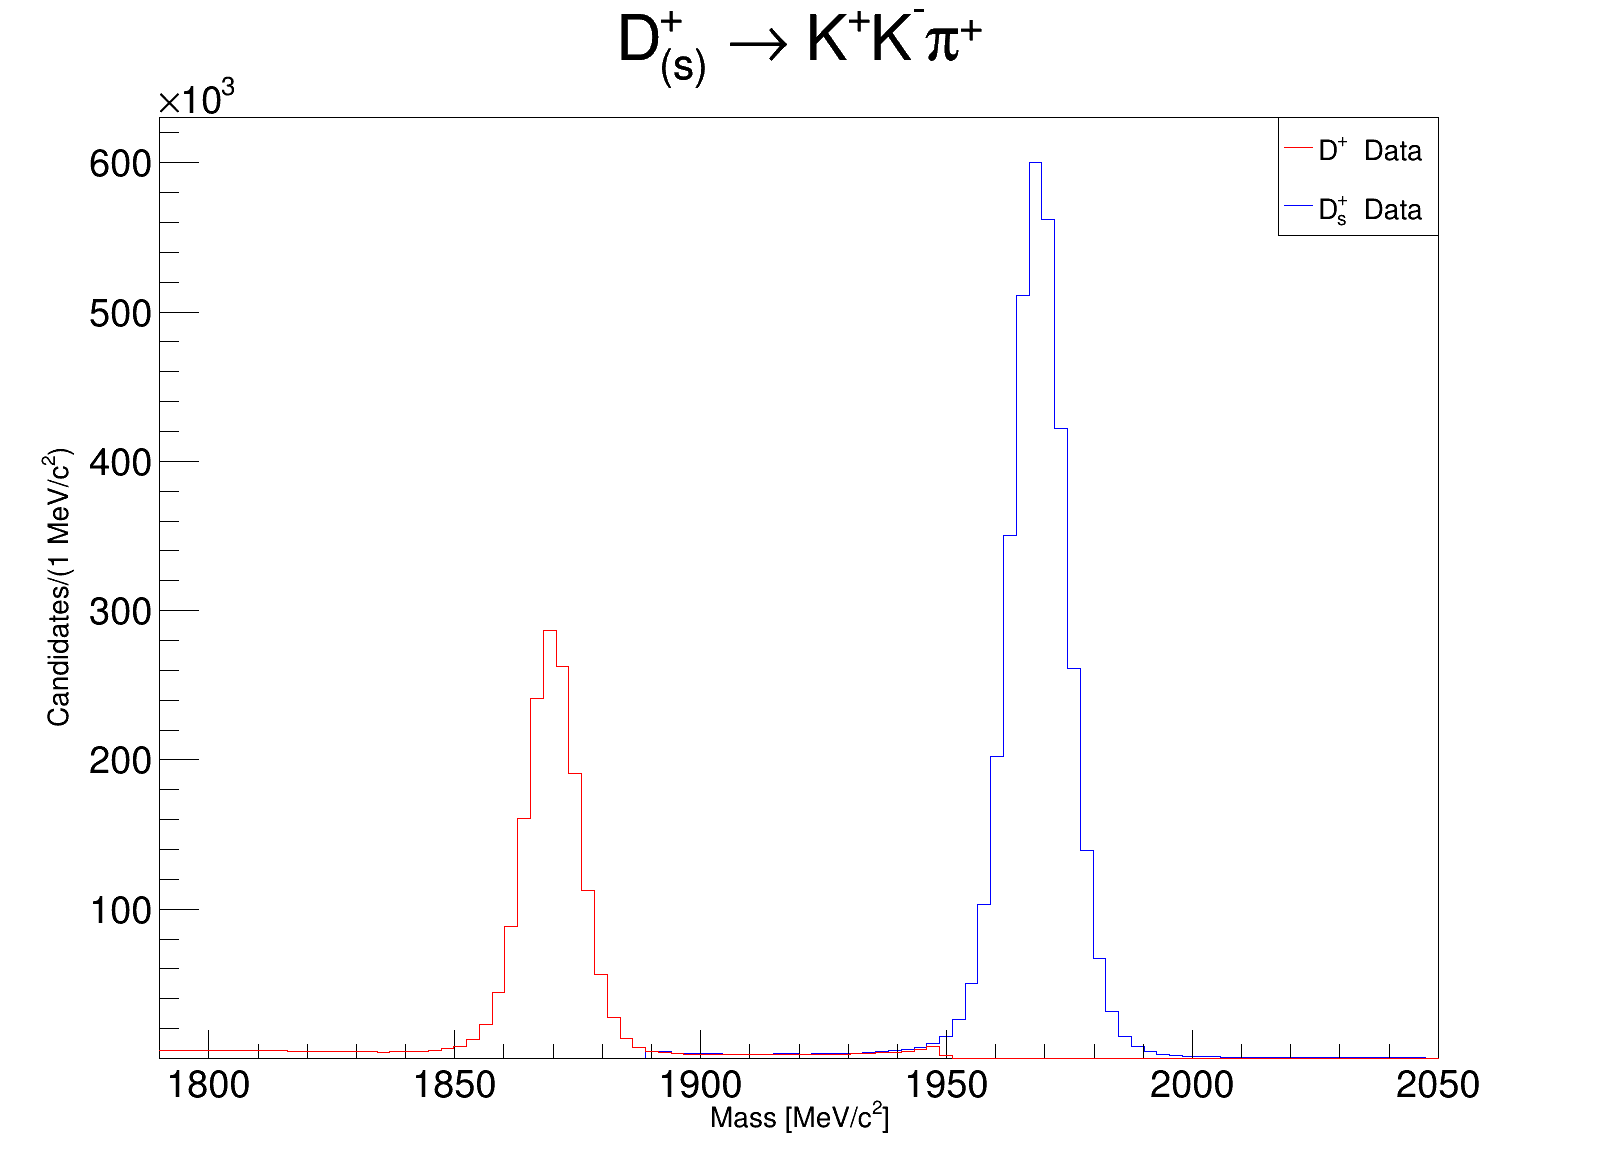 D⁺₍ₛ₎ → K⁺K⁻π⁺
×10³
D⁺ Data
Dₛ⁺ Data
600
500
400
300
200
100
Candidates/(1 MeV/c²)
1800 1850 1900 1950 2000 2050
Mass [MeV/c²]